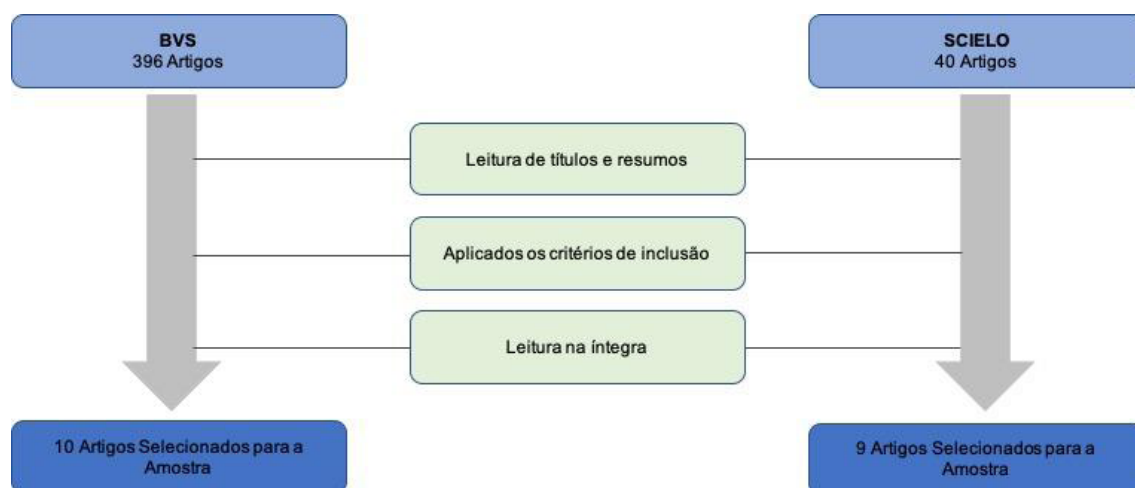 BVS
396 Artigos
SCIELO
40 Artigos
Leitura de títulos e resumos
Aplicados os critérios de inclusão
Leitura na íntegra
10 Artigos Selecionados para a
Amostra
9 Artigos Selecionados para a
Amostra